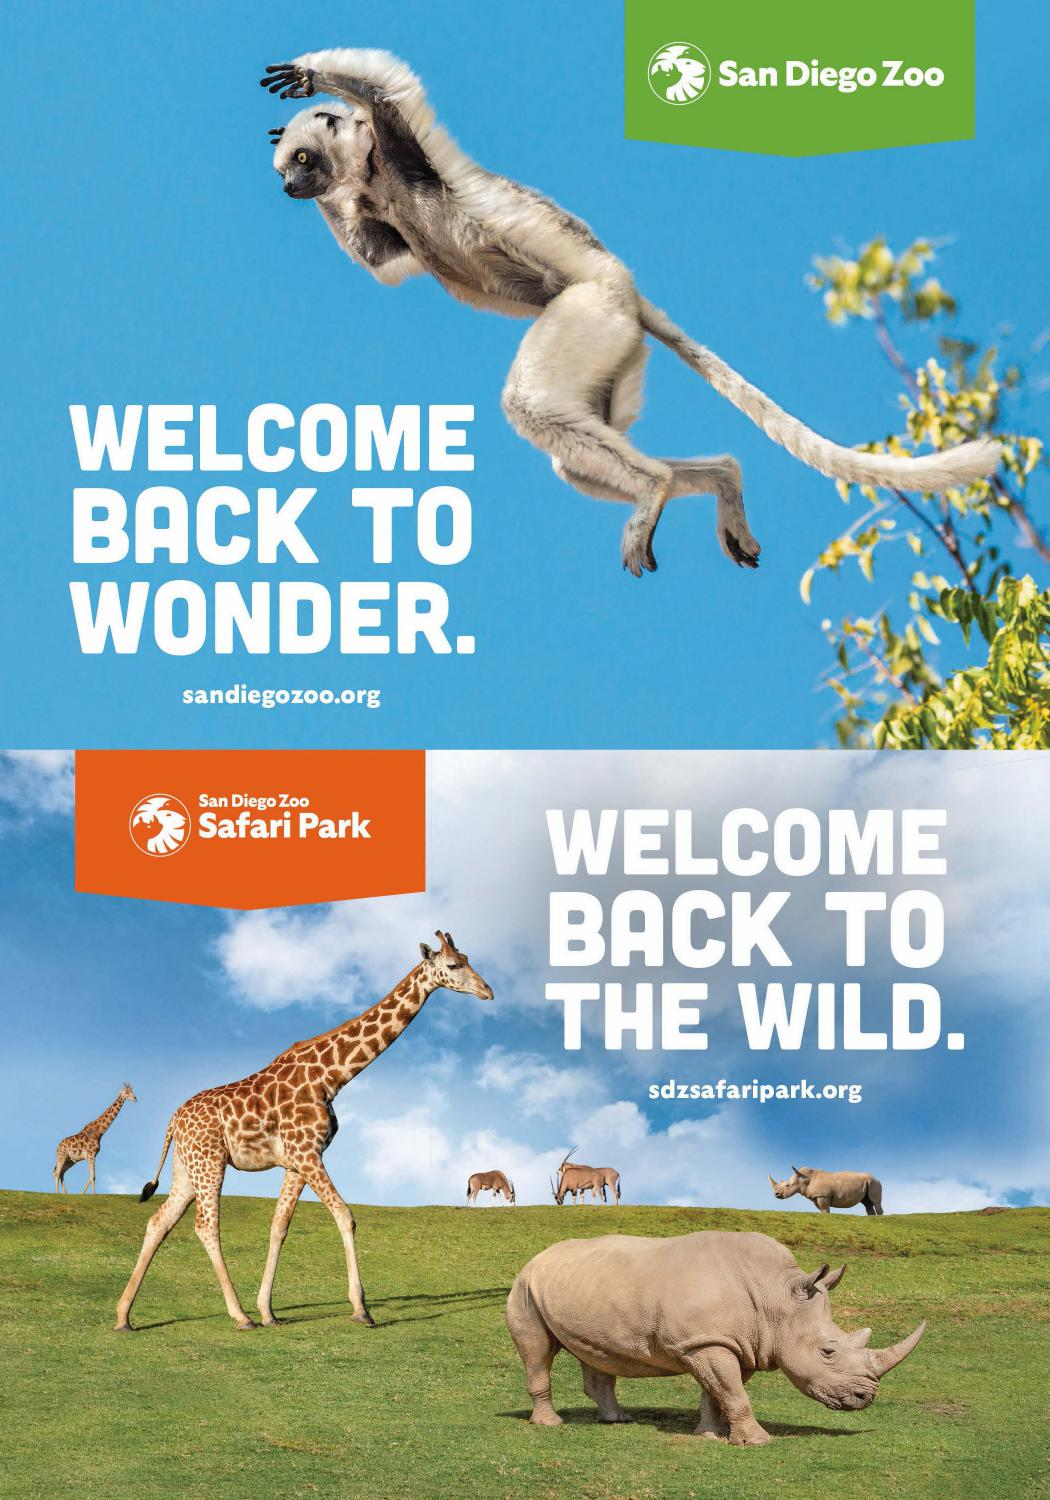 San Diego Zoo
WELCOME
BACK TO
WONDER.
sandiegozoo.org
San Diego Zoo
Safari Park
WELCOME
BACK TO
THE WILD.
sdzsafaripark.org